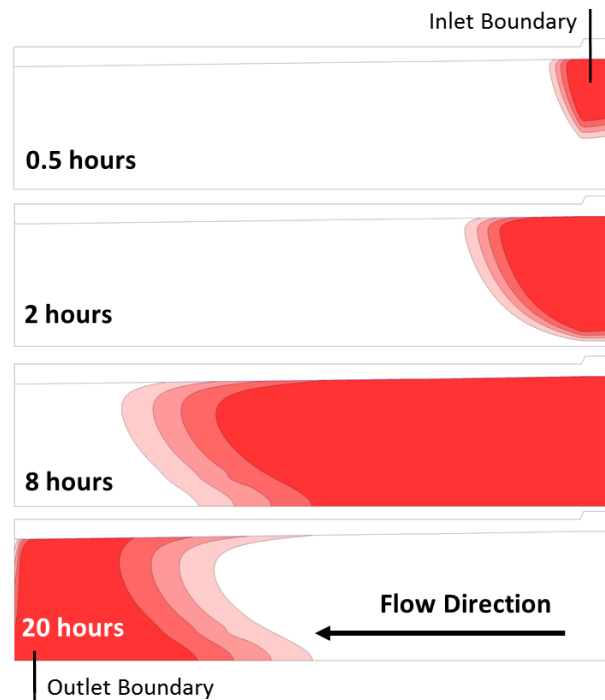 Inlet Boundary
0.5 hours
2 hours
8 hours
20 hours
Flow Direction
Outlet Boundary